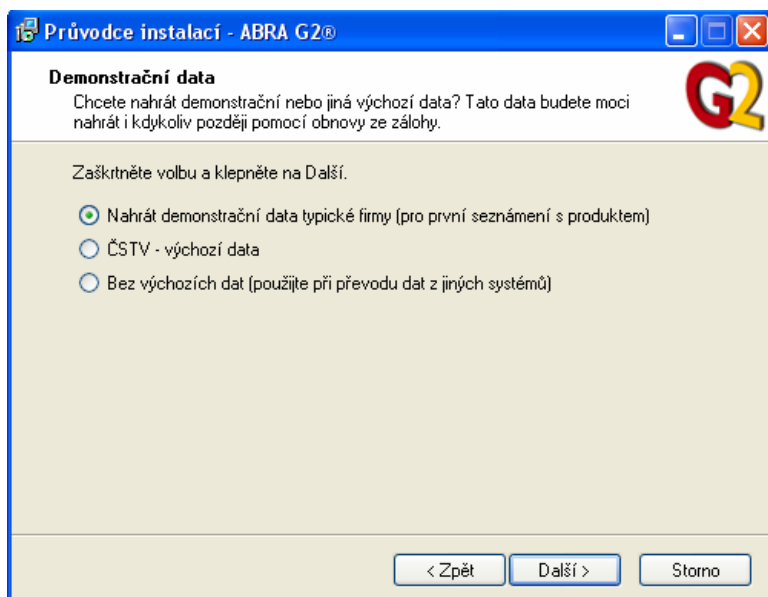 Průvodce instalací - ABRA G2®
Demonstrační data
Chcete nahrát demonstrační nebo jiná výchozí data? Tato data budete moci
nahrát i kdykoliv později pomocí obnovy ze zálohy.
G2
Zaškrtněte volbu a klepněte na Další.
Nahrát demonstrační data typické firmy (pro první seznámení s produktem)
ČSTV - výchozí data
Bez výchozích dat (použijte při převodu dat z jiných systémů)
< Zpět
Další >
Storno